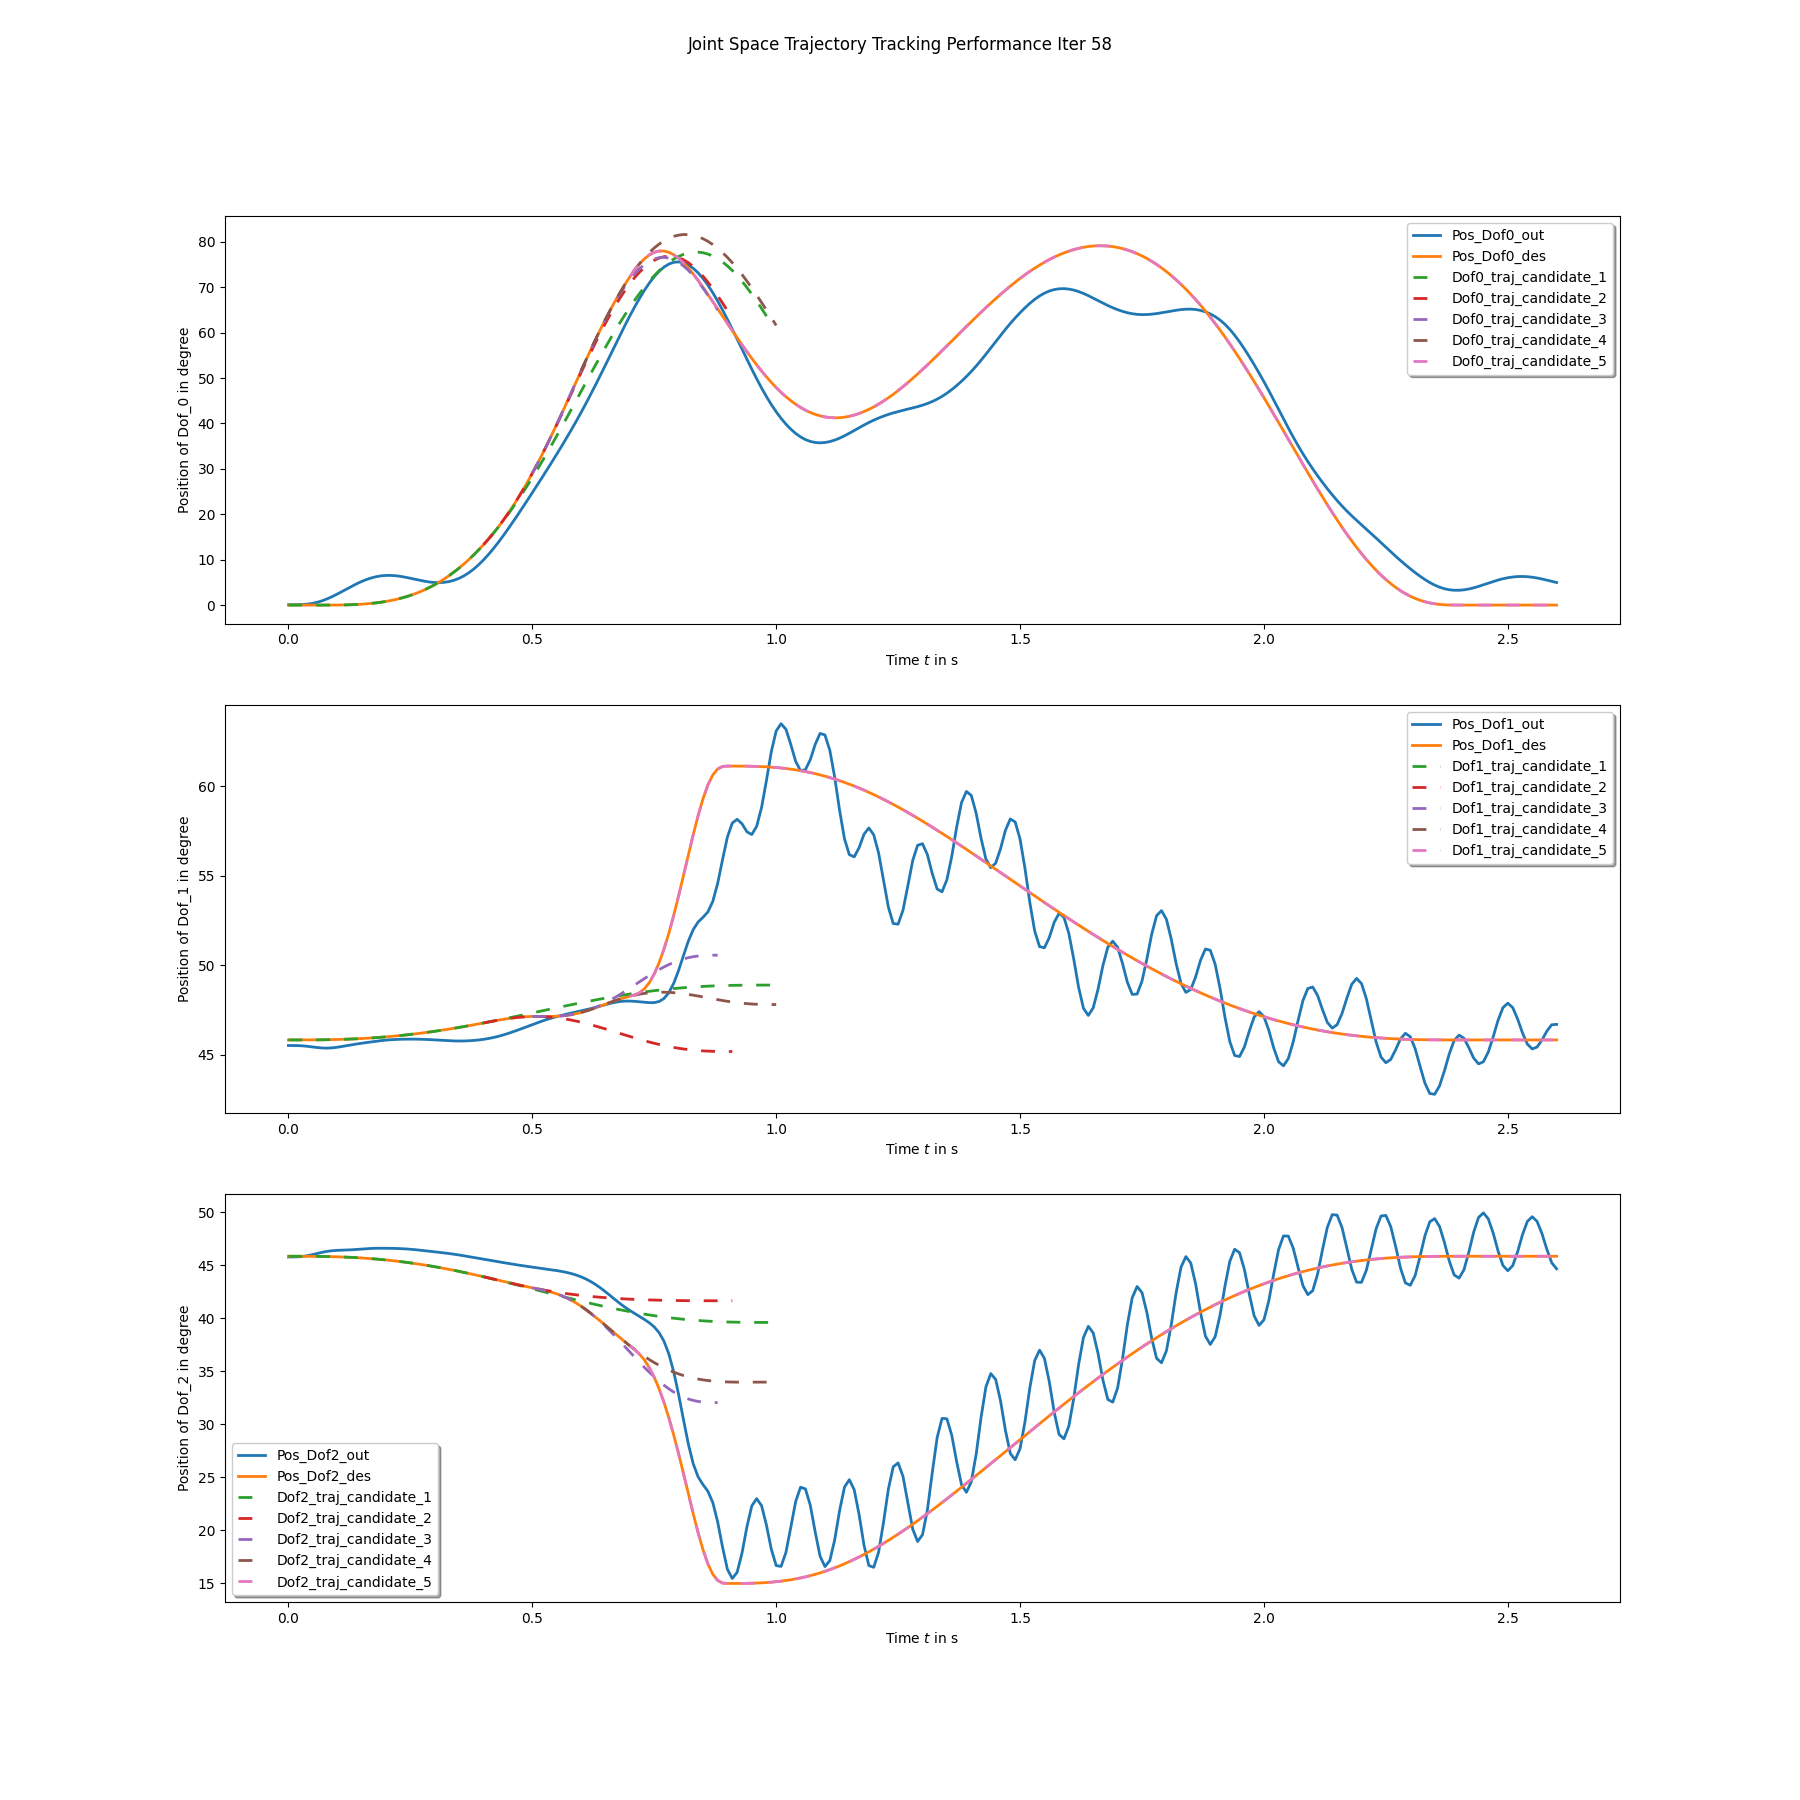 Joint Space Trajectory Tracking Performance Iter 58
Position of Dof_0 in degree
80
70
60
50
40
30
20
10
0
0.0 0.5 1.0 1.5 2.0 2.5
Time t in s
Pos_Dof0_out
Pos_Dof0_des
Dof0_traj_candidate_1
Dof0_traj_candidate_2
Dof0_traj_candidate_3
Dof0_traj_candidate_4
Dof0_traj_candidate_5
Position of Dof_1 in degree
60
55
50
45
0.0 0.5 1.0 1.5 2.0 2.5
Time t in s
Pos_Dof1_out
Pos_Dof1_des
Dof1_traj_candidate_1
Dof1_traj_candidate_2
Dof1_traj_candidate_3
Dof1_traj_candidate_4
Dof1_traj_candidate_5
Position of Dof_2 in degree
50
45
40
35
30
25
20
15
0.0 0.5 1.0 1.5 2.0 2.5
Time t in s
Pos_Dof2_out
Pos_Dof2_des
Dof2_traj_candidate_1
Dof2_traj_candidate_2
Dof2_traj_candidate_3
Dof2_traj_candidate_4
Dof2_traj_candidate_5